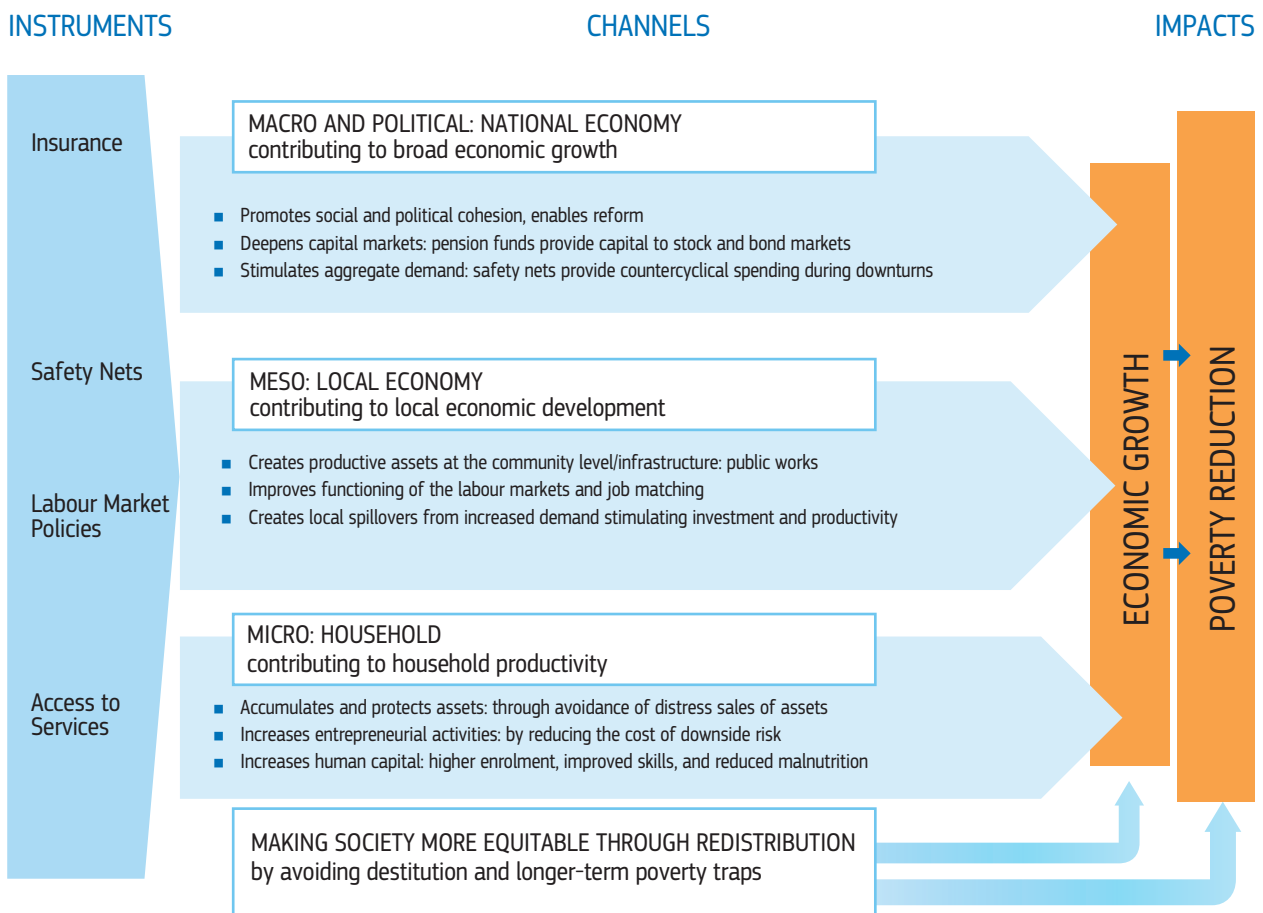 INSTRUMENTS
CHANNELS
IMPACTS
Insurance
Safety Nets
Labour Market
Policies
Access to
Services
MACRO AND POLITICAL: NATIONAL ECONOMY
contributing to broad economic growth
■ Promotes social and political cohesion, enables reform
■ Deepens capital markets: pension funds provide capital to stock and bond markets
■ Stimulates aggregate demand: safety nets provide countercyclical spending during downturns
MESO: LOCAL ECONOMY
contributing to local economic development
■ Creates productive assets at the community level/infrastructure: public works
■ Improves functioning of the labour markets and job matching
■ Creates local spillovers from increased demand stimulating investment and productivity
MICRO: HOUSEHOLD
contributing to household productivity
■ Accumulates and protects assets: through avoidance of distress sales of assets
■ Increases entrepreneurial activities: by reducing the cost of downside risk
■ Increases human capital: higher enrolment, improved skills, and reduced malnutrition
MAKING SOCIETY MORE EQUITABLE THROUGH REDISTRIBUTION
by avoiding destitution and longer-term poverty traps
ECONOMIC GROWTH
POVERTY REDUCTION